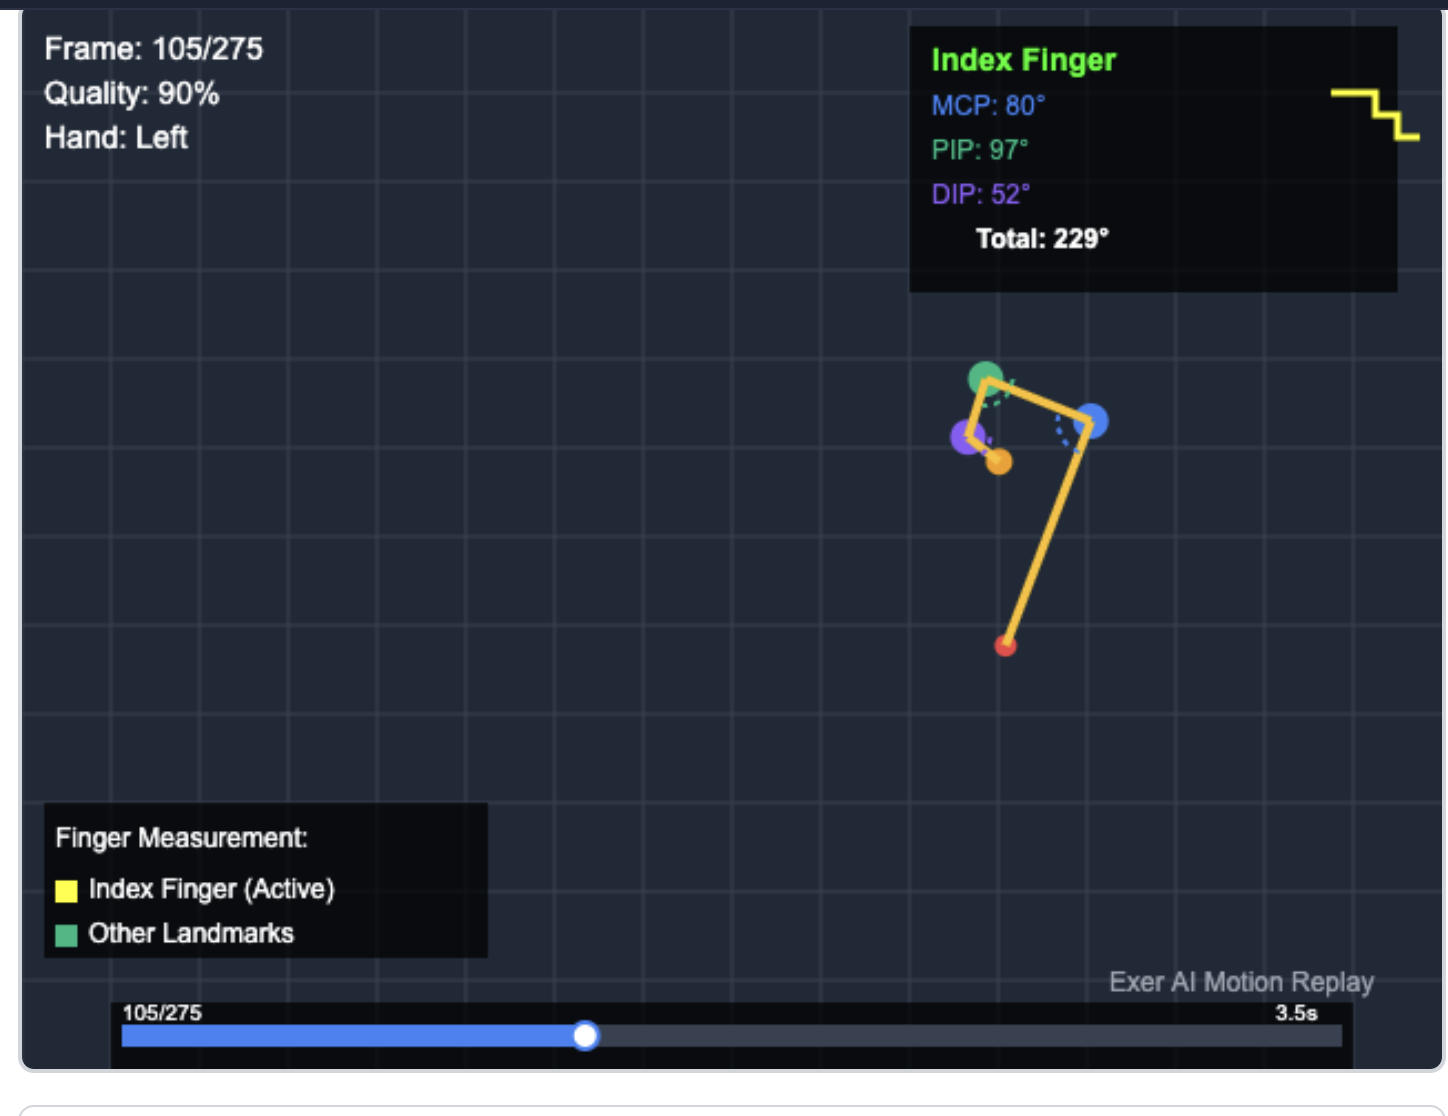 Frame: 105/275
Quality: 90%
Hand: Left
Index Finger
MCP: 80°
PIP: 97°
DIP: 52°
Total: 229°
Finger Measurement:
Index Finger (Active)
Other Landmarks
Exer AI Motion Replay
105/275
3.5s